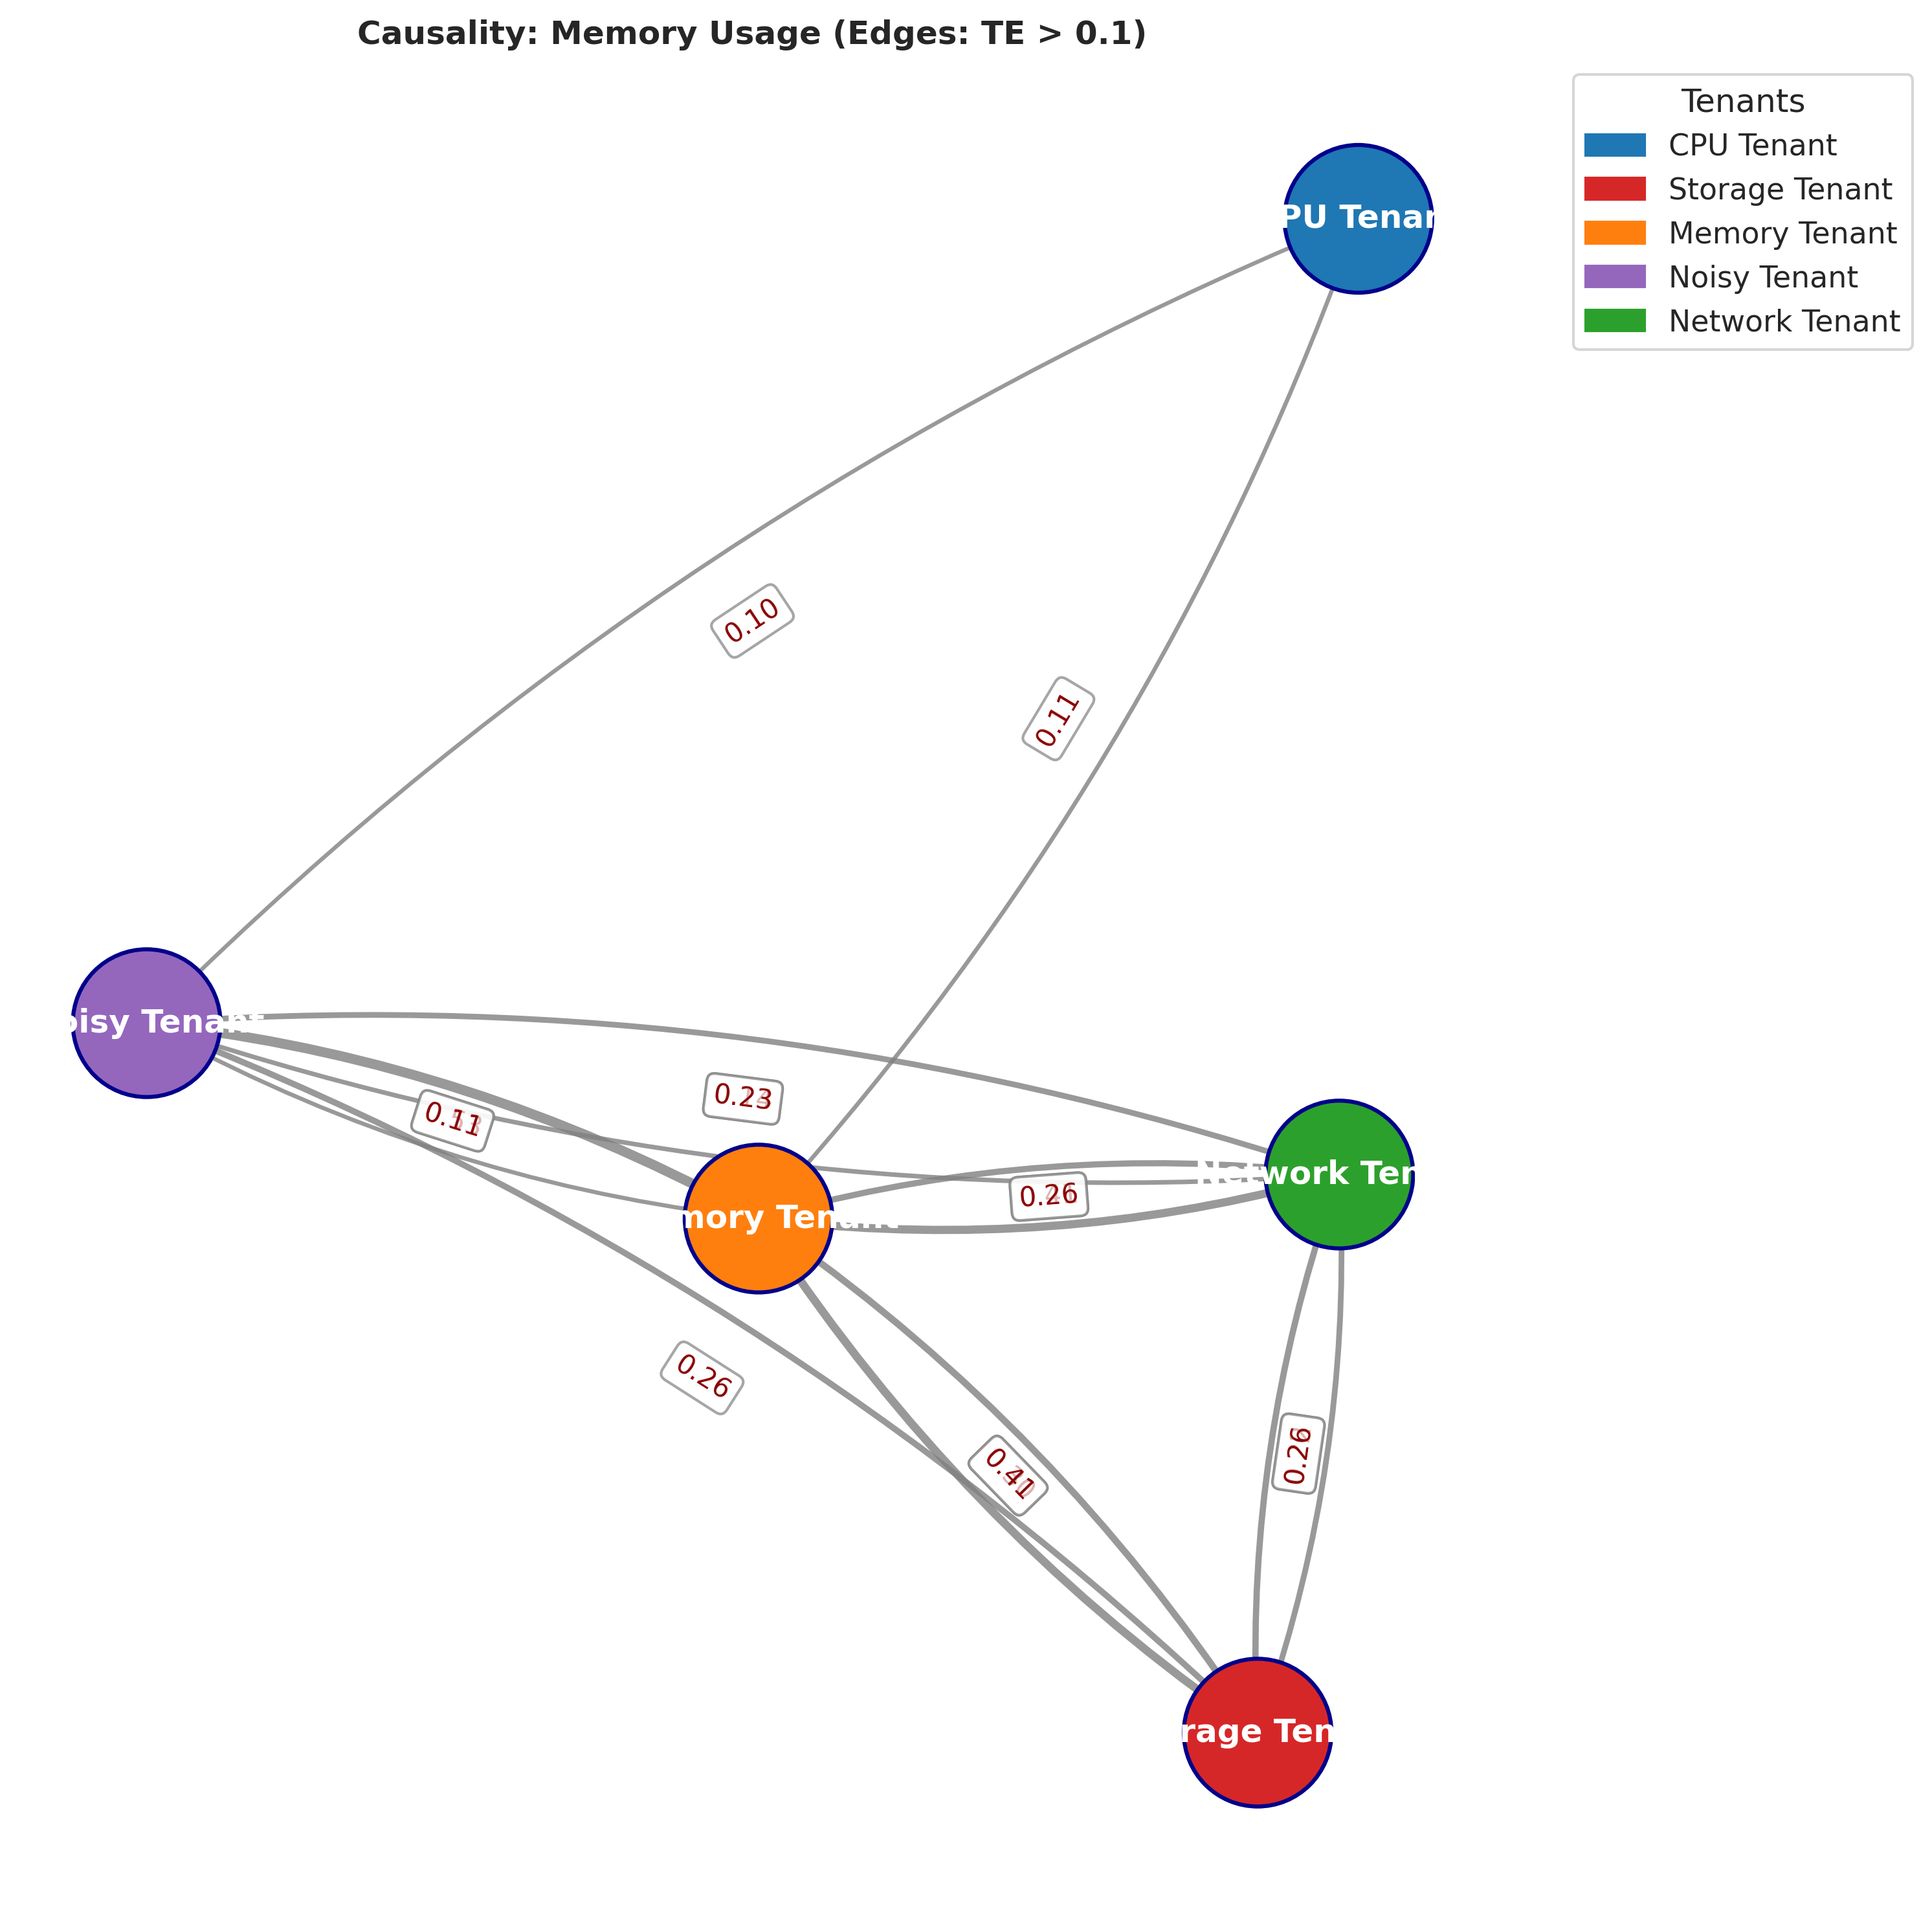 Causality: Memory Usage (Edges: TE > 0.1)
Tenants
CPU Tenant
Storage Tenant
Memory Tenant
Noisy Tenant
Network Tenant
PU Tenan
0.10
0.11
oisy Tenant
0.23
0.11
Network Ten
0.26
mory Tenant
0.26
0.41
0.26
rage Ten